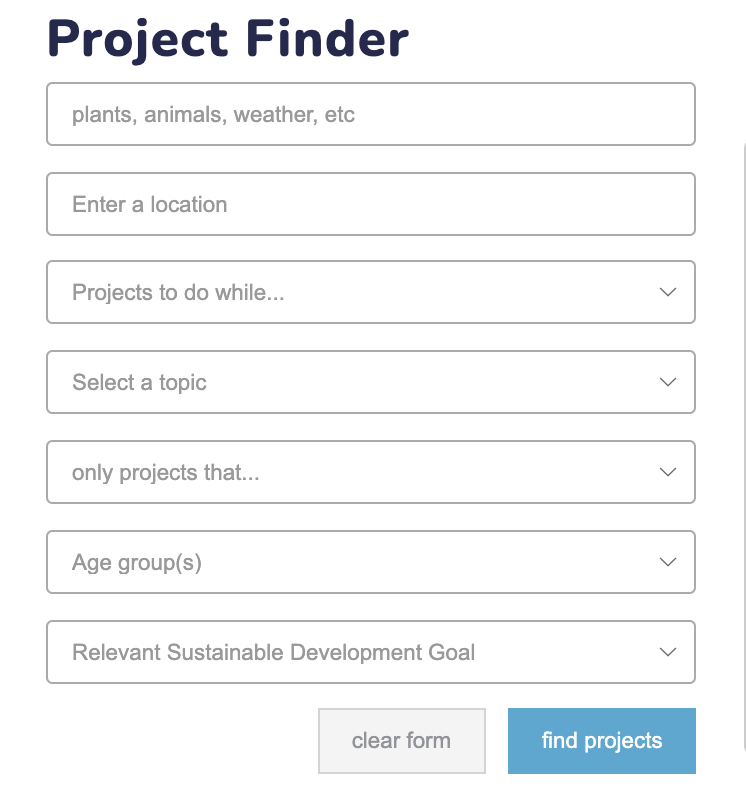 Project Finder
plants, animals, weather, etc
Enter a location
Projects to do while...
Select a topic
only projects that...
Age group(s)
Relevant Sustainable Development Goal
clear form
find projects